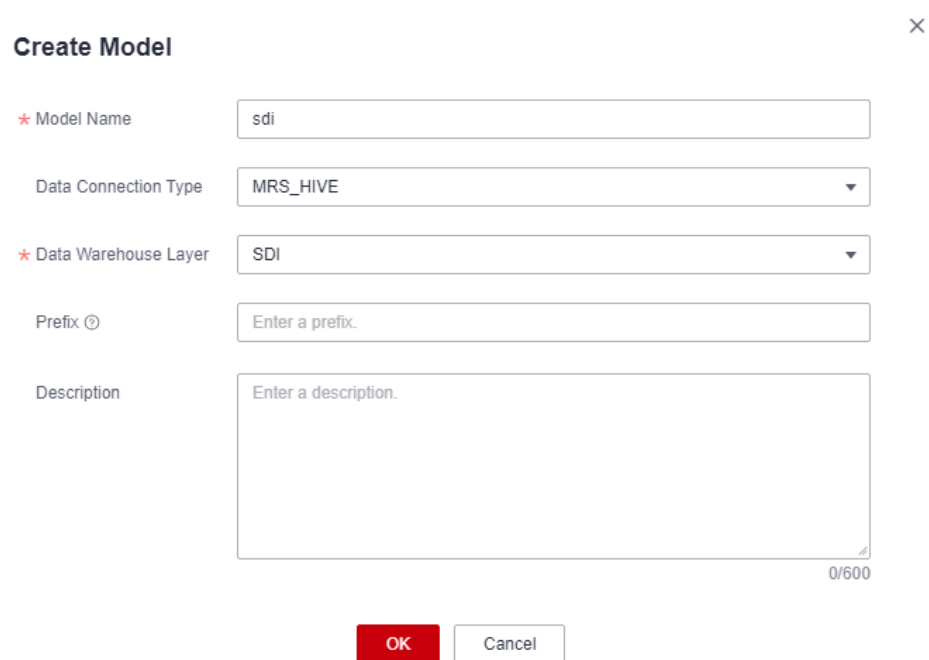 Create Model
* Model Name sdi
Data Connection Type MRS_HIVE
* Data Warehouse Layer SDI
Prefix ? Enter a prefix.
Description Enter a description.
0/600
OK Cancel